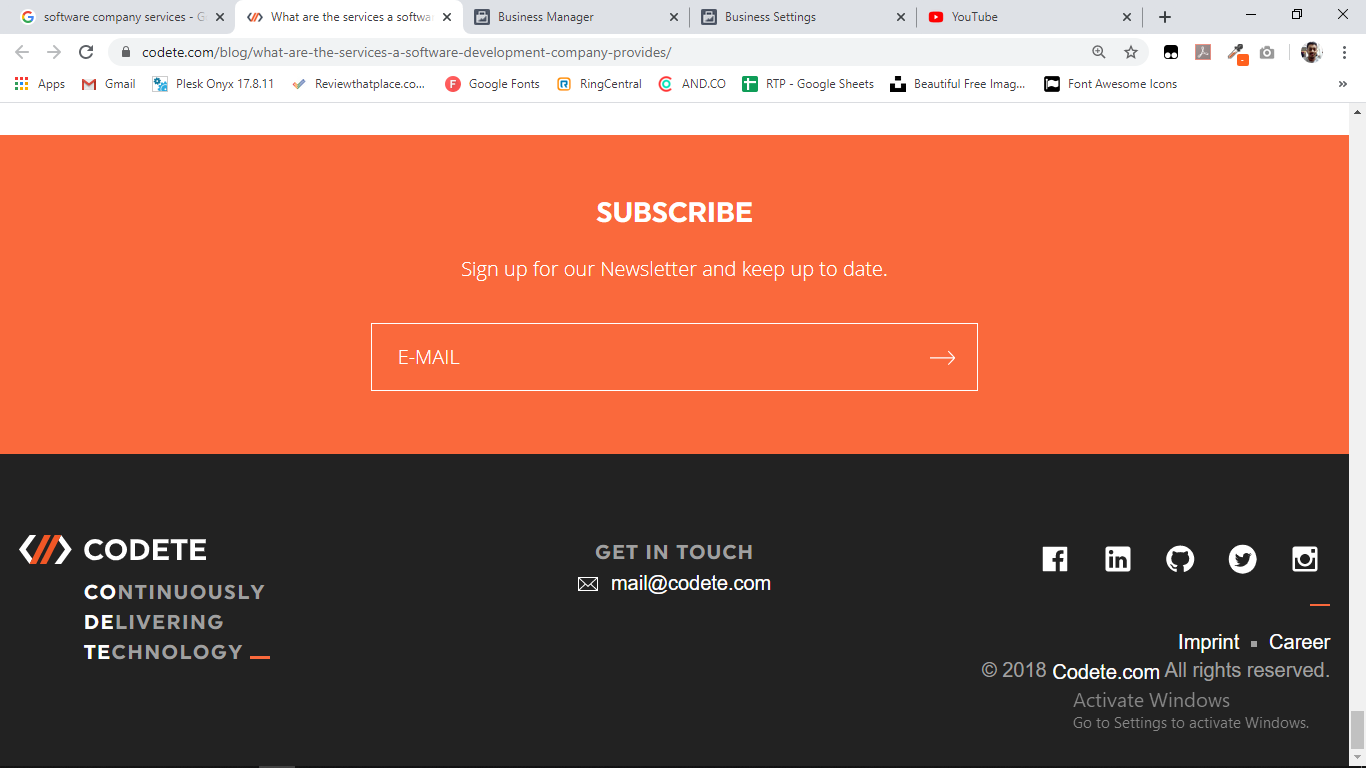 software company services - G
What are the services a softwa
Business Manager
Business Settings
YouTube
codete.com/blog/what-are-the-services-a-software-development-company-provides/
Apps
Gmail
Plesk Onyx 17.8.11
Reviewthatplace.co...
Google Fonts
RingCentral
AND.CO
RTP - Google Sheets
Beautiful Free Imag...
Font Awesome Icons
»
SUBSCRIBE
Sign up for our Newsletter and keep up to date.
E-MAIL
CODETE
CONTINUOUSLY
DELIVERING
TECHNOLOGY
GET IN TOUCH
mail@codete.com
Imprint ▪ Career
© 2018 Codete.com All rights reserved.
Activate Windows
Go to Settings to activate Windows.